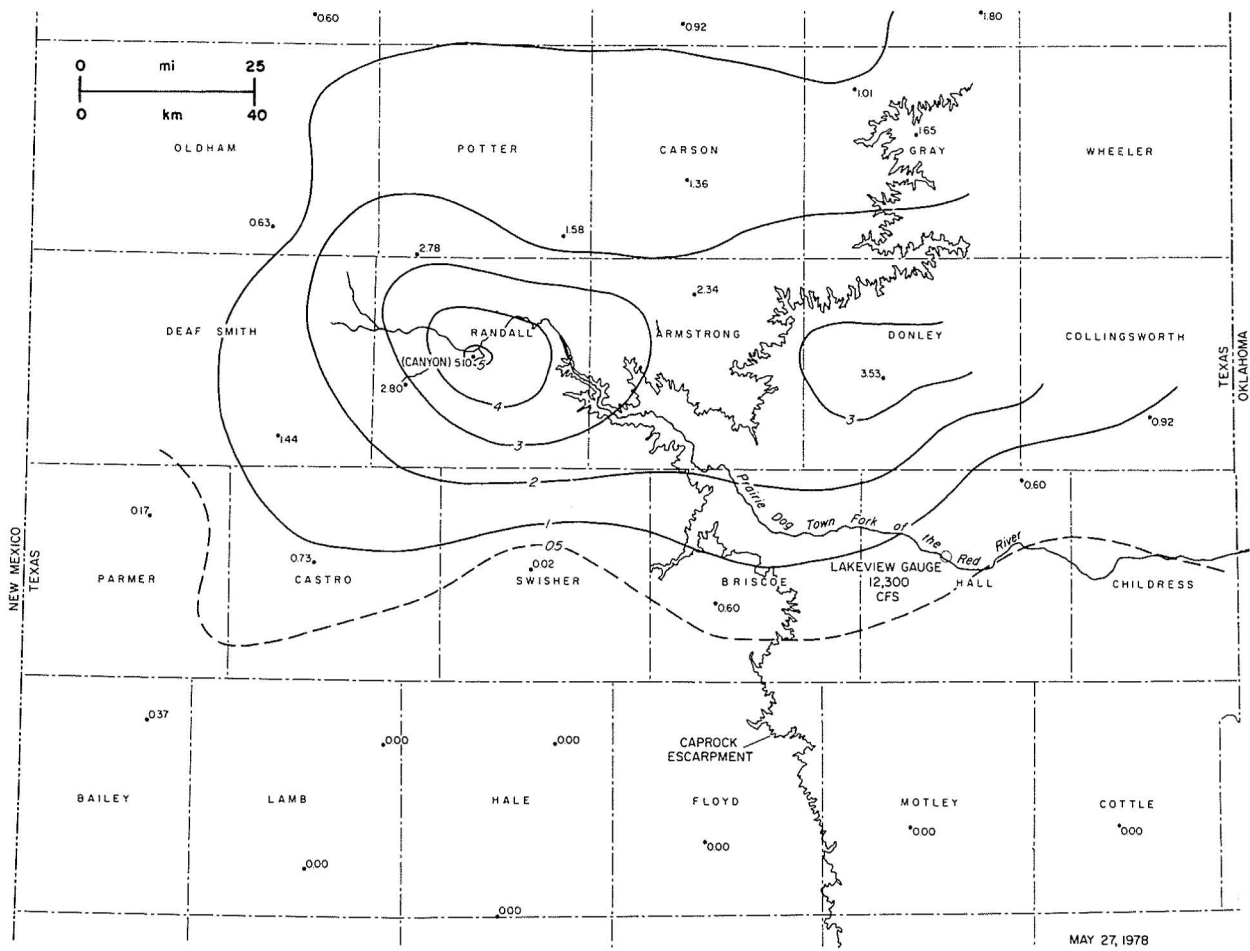 0.60
0.92
1.80
0 mi 25
0 km 40
1.01
OLDHAM
POTTER
CARSON
1.65
GRAY
WHEELER
1.36
0.63
1.58
2.78
2.34
DEAF SMITH
RANDALL
ARMSTRONG
DONLEY
COLLINGSWORTH
(CANYON) 5.10
5
2.80
3.53
4
3
3
0.92
1.44
TEXAS
OKLAHOMA
2
0.60
0.17
1
05
Prairie Dog Town Fork of the Red River
0.73
0.02
PARMER
CASTRO
SWISHER
BRISCOE
LAKEVIEW GAUGE
12,300
CFS
HALL
CHILDRESS
0.60
NEW MEXICO
TEXAS
0.37
0.00
0.00
CAPROCK
ESCARPMENT
BAILEY
LAMB
HALE
FLOYD
MOTLEY
COTTLE
0.00
0.00
0.00
0.00
0.00
MAY 27, 1978